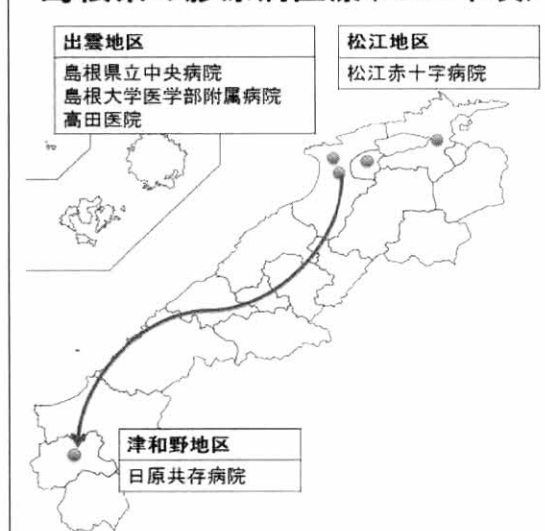 出雲地区
島根県立中央病院
島根大学医学部附属病院
高田医院
松江地区
松江赤十字病院
津和野地区
日原共存病院